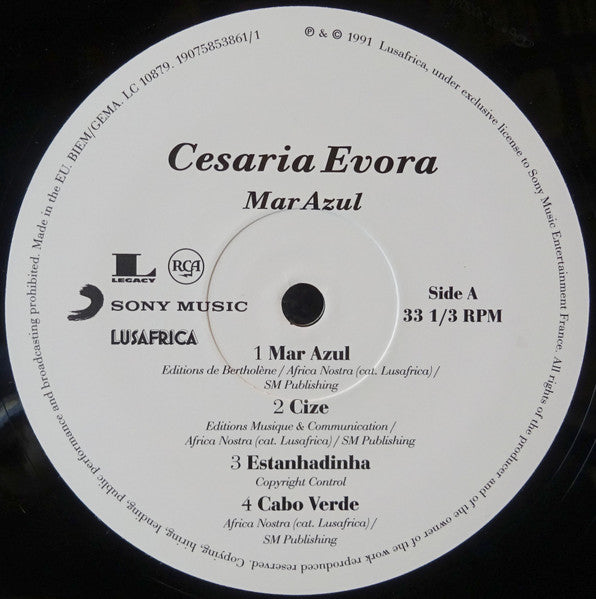 ℗ & © 1991 Lusafrica, under exclusive license to Sony Music Entertainment France. All rights of the producer and of the owner of the work reproduced reserved. Copying, hiring, lending, public performance and broadcasting prohibited. Made in the EU. BIEM/GEMA. LC 10879. 19075853861/1
Cesaria Evora
Mar Azul
L
LEGACY
RCA
SONY MUSIC
LUSAFRICA
Side A
33 1/3 RPM
1 Mar Azul
Editions de Bertholène / Africa Nostra (cat. Lusafrica) /
SM Publishing
2 Cize
Editions Musique & Communication /
Africa Nostra (cat. Lusafrica) / SM Publishing
3 Estanhadinha
Copyright Control
4 Cabo Verde
Africa Nostra (cat. Lusafrica) /
SM Publishing